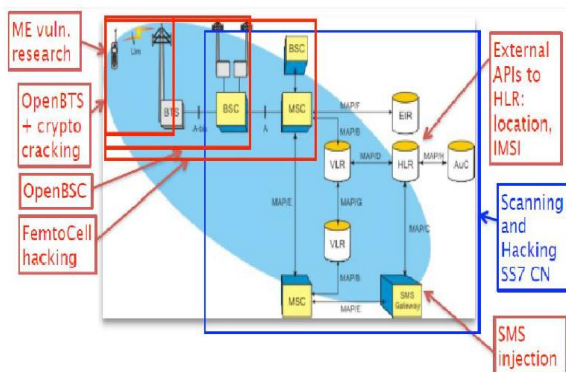 ME vuln.
research
OpenBTS
+ crypto
cracking
OpenBSC
FemtoCell
hacking
Um
BTS
A-bis
BSC
A
BSC
MSC
MAP/F
EIR
MAP/B
VLR
MAP/D
HLR
MAP/H
AuC
MAP/E
MAP/G
MAP/C
VLR
MAP/B
MSC
MAP/E
SMS
Gateway
External
APIs to
HLR:
location,
IMSI
Scanning
and
Hacking
SS7 CN
SMS
injection